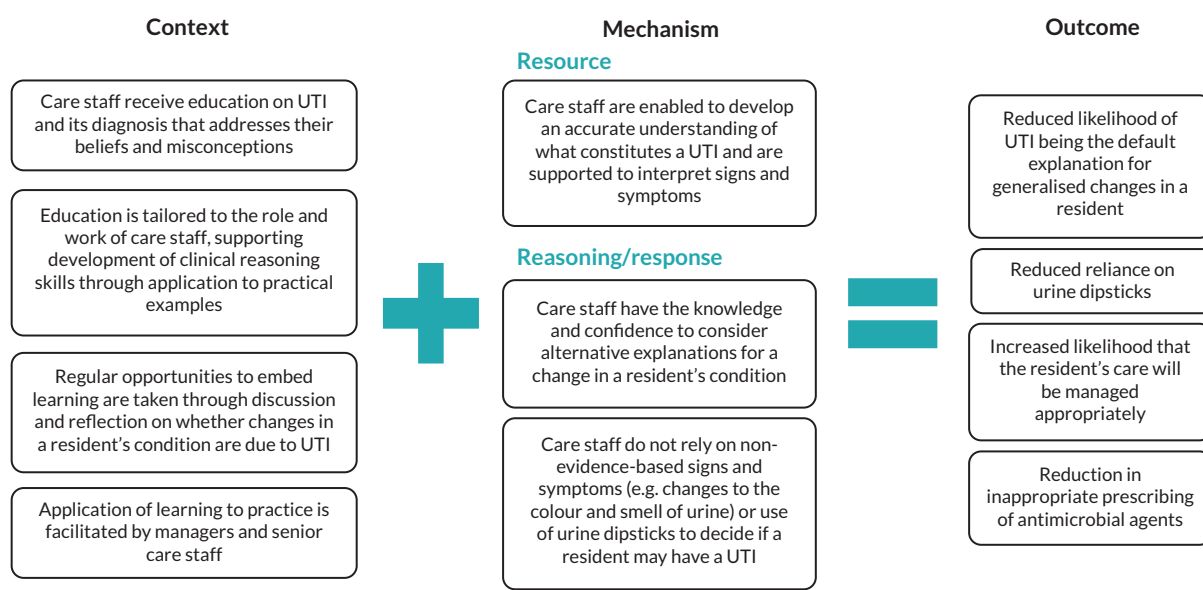 Context
Care staff receive education on UTI
and its diagnosis that addresses their
beliefs and misconceptions
Education is tailored to the role and
work of care staff, supporting
development of clinical reasoning
skills through application to practical
examples
Regular opportunities to embed
learning are taken through discussion
and reflection on whether changes in
a resident’s condition are due to UTI
Application of learning to practice is
facilitated by managers and senior
care staff
Mechanism
Resource
Care staff are enabled to develop
an accurate understanding of
what constitutes a UTI and are
supported to interpret signs and
symptoms
Reasoning/response
Care staff have the knowledge
and confidence to consider
alternative explanations for a
change in a resident’s condition
Care staff do not rely on non-
evidence-based signs and
symptoms (e.g. changes to the
colour and smell of urine) or use
of urine dipsticks to decide if a
resident may have a UTI
Outcome
Reduced likelihood of
UTI being the default
explanation for
generalised changes in a
resident
Reduced reliance on
urine dipsticks
Increased likelihood that
the resident’s care will
be managed
appropriately
Reduction in
inappropriate prescribing
of antimicrobial agents